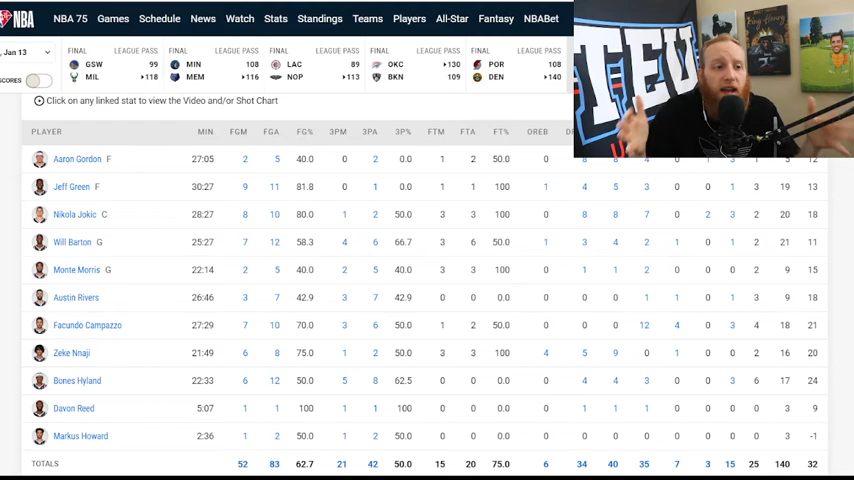 NBA NBA 75 Games Schedule News Watch Stats Standings Teams Players All-Star Fantasy NBABet
, Jan 13
SCORES
FINAL LEAGUE PASS FINAL LEAGUE PASS FINAL LEAGUE PASS FINAL LEAGUE PASS FINAL LEAGUE PASS
GSW 99 MIN 108 LAC 89 OKC 130 POR 108
MIL 118 MEM 116 NOP 113 BKN 109 DEN 140
TEU
Click on any linked stat to view the Video and/or Shot Chart
PLAYER MIN FGM FGA FG% 3PM 3PA 3P% FTM FTA FT% OREB
Aaron Gordon F 27:05 2 5 40.0 0 2 0.0 1 2 50.0 0 8 8 4 0 1 3 1 5 12
Jeff Green F 30:27 9 11 81.8 0 1 0.0 1 1 100 1 4 5 3 0 0 1 3 19 13
Nikola Jokic C 28:27 8 10 80.0 1 2 50.0 3 3 100 0 8 8 7 0 2 3 2 20 18
Will Barton G 25:27 7 12 58.3 4 6 66.7 3 6 50.0 1 3 4 2 1 0 1 2 21 11
Monte Morris G 22:14 2 5 40.0 2 5 40.0 3 3 100 0 1 1 2 0 0 0 2 9 15
Austin Rivers 26:46 3 7 42.9 3 7 42.9 0 0 0.0 0 0 0 1 1 0 1 3 9 18
Facundo Campazzo 27:29 7 10 70.0 3 6 50.0 1 2 50.0 0 0 0 12 4 0 3 4 18 21
Zeke Nnaji 21:49 6 8 75.0 1 2 50.0 3 3 100 4 5 9 0 1 0 0 2 16 20
Bones Hyland 22:33 6 12 50.0 5 8 62.5 0 0 0.0 0 4 4 3 0 0 3 6 17 24
Davon Reed 5:07 1 1 100 1 1 100 0 0 0.0 0 1 1 1 0 0 0 0 3 9
Markus Howard 2:36 1 2 50.0 1 2 50.0 0 0 0.0 0 0 0 0 0 0 0 0 3 -1
TOTALS 52 83 62.7 21 42 50.0 15 20 75.0 6 34 40 35 7 3 15 25 140 32